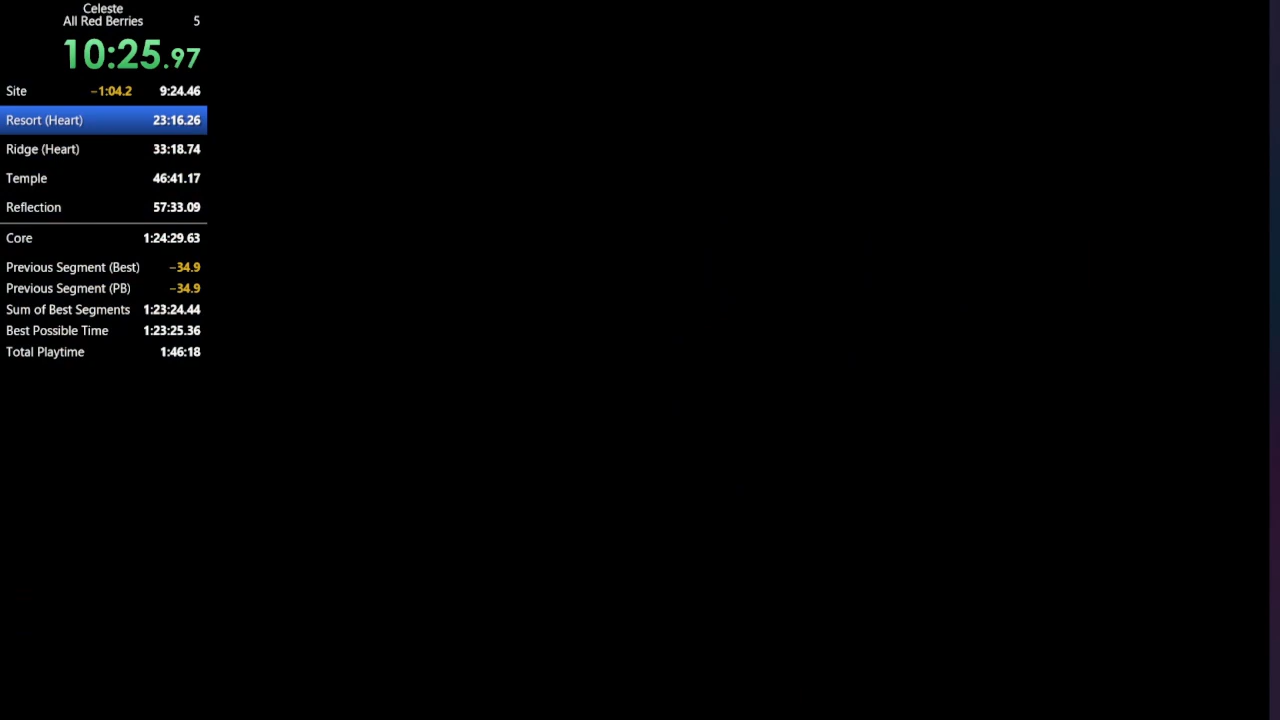 Celeste
All Red Berries 5
10:25.97
Site −1:04.2 9:24.46
Resort (Heart) 23:16.26
Ridge (Heart) 33:18.74
Temple 46:41.17
Reflection 57:33.09
Core 1:24:29.63
Previous Segment (Best) −34.9
Previous Segment (PB) −34.9
Sum of Best Segments 1:23:24.44
Best Possible Time 1:23:25.36
Total Playtime 1:46:18